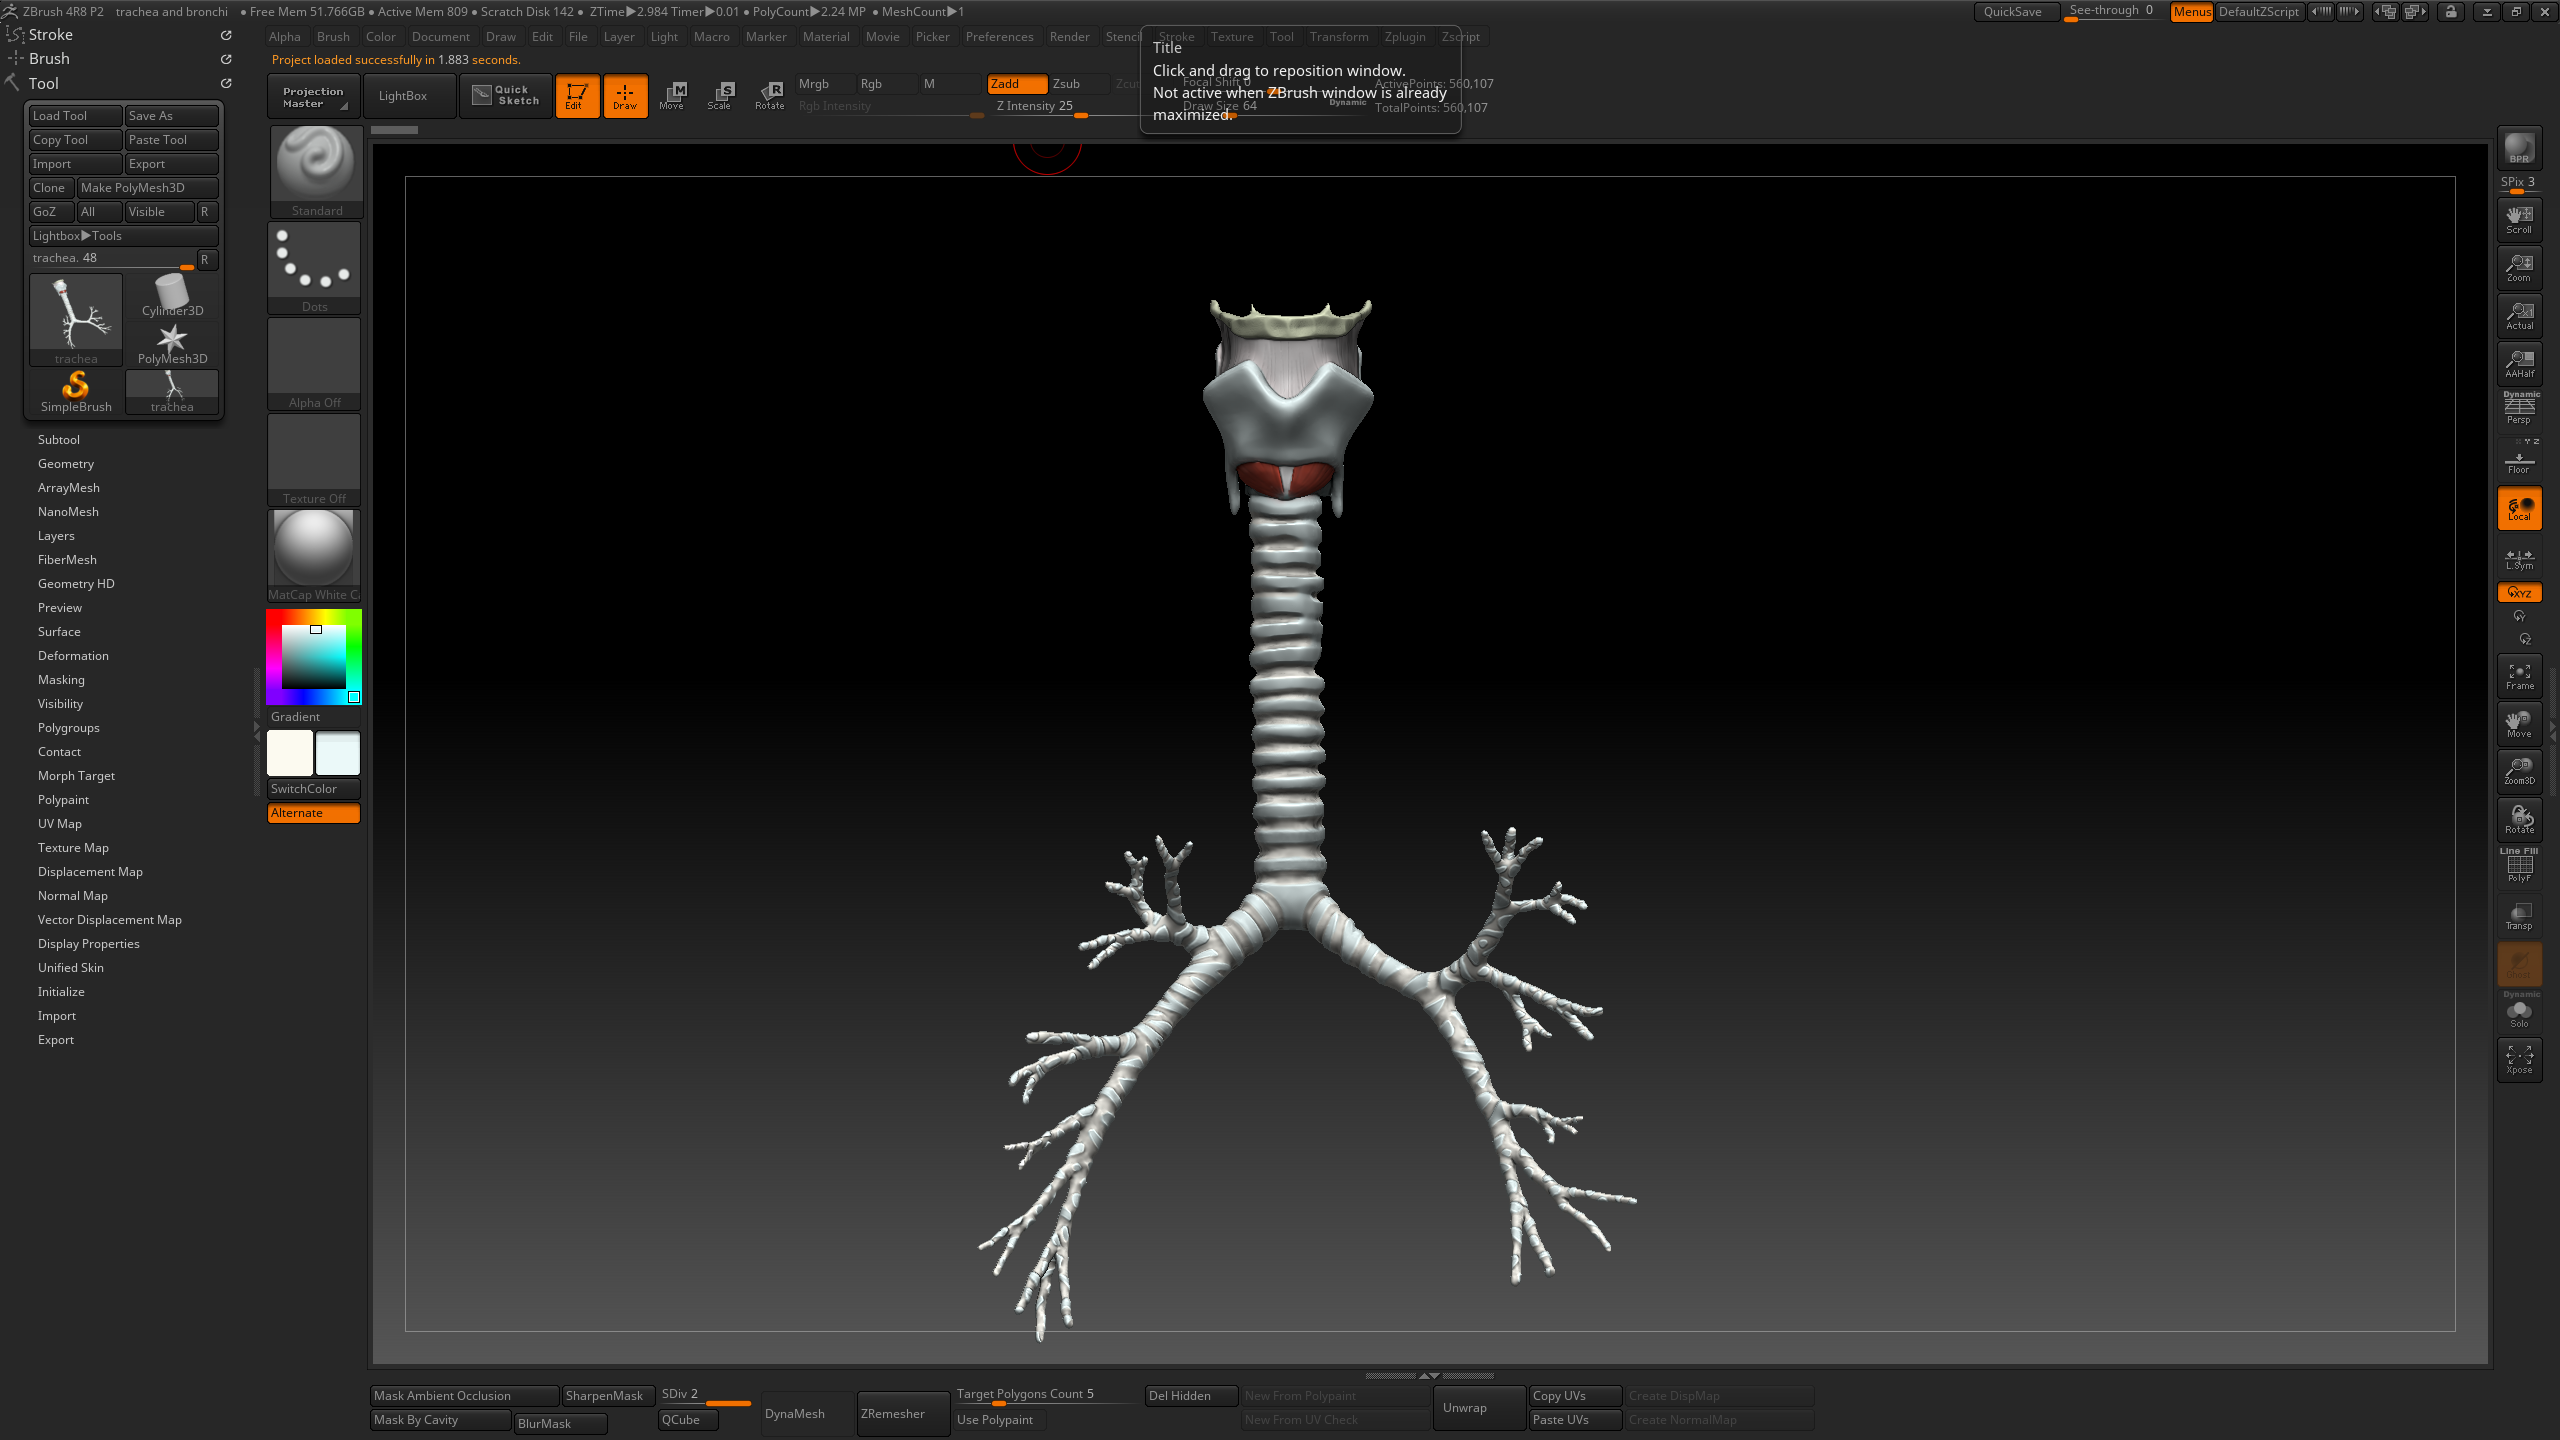 ZBrush 4R8 P2 trachea and bronchi ● Free Mem 51.766GB ● Active Mem 809 ● Scratch Disk 142 ● ZTime▶2.984 Timer▶0.01 ● PolyCount▶2.24 MP ● MeshCount▶1
QuickSave See-through 0 Menus DefaultZScript
Stroke
Brush
Tool
Alpha Brush Color Document Draw Edit File Layer Light Macro Marker Material Movie Picker Preferences Render Stencil Stroke Texture Tool Transform Zplugin Zscript
Project loaded successfully in 1.883 seconds.
Title
Click and drag to reposition window.
Not active when ZBrush window is already
maximized.
Projection
Master
LightBox
Quick
Sketch
Edit
Draw
Move
Scale
Rotate
Mrgb Rgb M
Rgb Intensity
Zadd Zsub Zcut
Z Intensity 25
Focal Shift 0
Draw Size 64
Dynamic
ActivePoints: 560,107
TotalPoints: 560,107
Load Tool Save As
Copy Tool Paste Tool
Import Export
Clone Make PolyMesh3D
GoZ All Visible R
Lightbox▶Tools
trachea. 48 R
trachea
Cylinder3D
PolyMesh3D
SimpleBrush
trachea
Subtool
Geometry
ArrayMesh
NanoMesh
Layers
FiberMesh
Geometry HD
Preview
Surface
Deformation
Masking
Visibility
Polygroups
Contact
Morph Target
Polypaint
UV Map
Texture Map
Displacement Map
Normal Map
Vector Displacement Map
Display Properties
Unified Skin
Initialize
Import
Export
Standard
Dots
Alpha Off
Texture Off
MatCap White C
Gradient
SwitchColor
Alternate
BPR
SPix 3
Scroll
Zoom
Actual
AAHalf
Dynamic
Persp
Floor
Local
L.Sym
XYZ
Y
Z
Frame
Move
Zoom3D
Rotate
Line Fill
PolyF
Transp
Ghost
Dynamic
Solo
Xpose
Mask Ambient Occlusion SharpenMask
Mask By Cavity BlurMask
SDiv 2
QCube
DynaMesh
ZRemesher
Target Polygons Count 5
Use Polypaint
Del Hidden
New From Polypaint
New From UV Check
Unwrap
Copy UVs
Paste UVs
Create DispMap
Create NormalMap